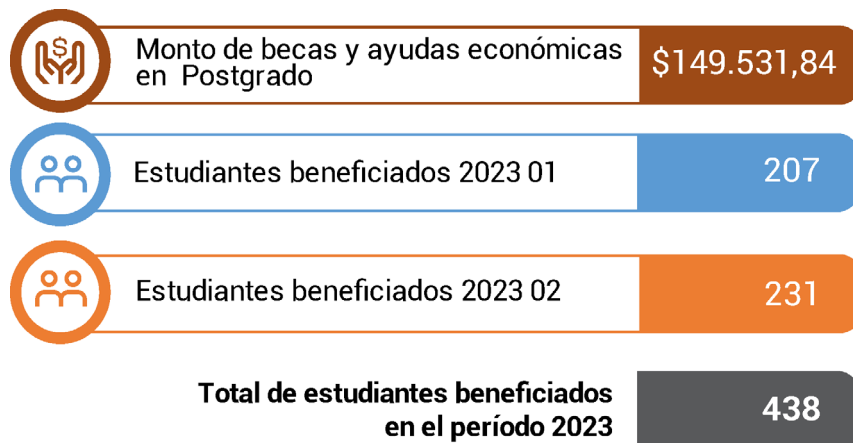 $
Monto de becas y ayudas económicas
en Postgrado
$149.531,84
Estudiantes beneficiados 2023 01
207
Estudiantes beneficiados 2023 02
231
Total de estudiantes beneficiados
en el período 2023
438